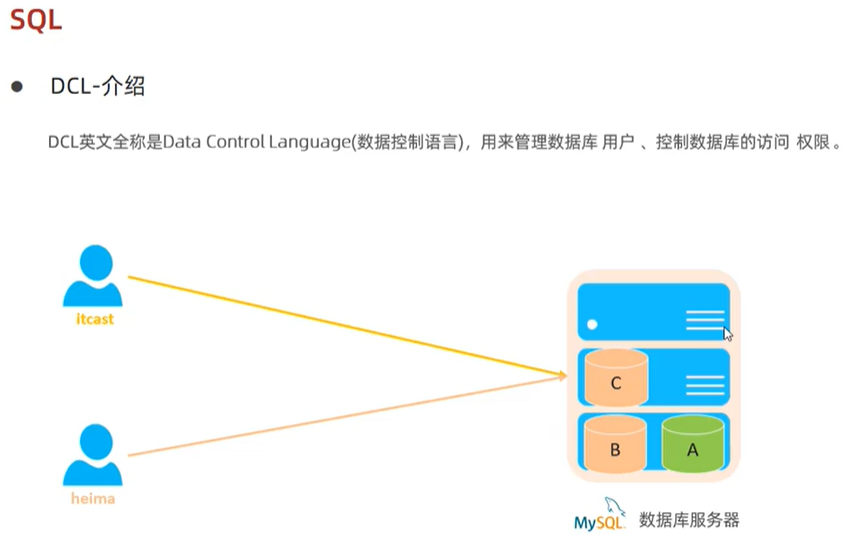 SQL
DCL-介绍
DCL英文全称是Data Control Language(数据控制语言)，用来管理数据库 用户 、控制数据库的访问 权限 。
itcast
C
B
A
heima
MySQL
数据库服务器